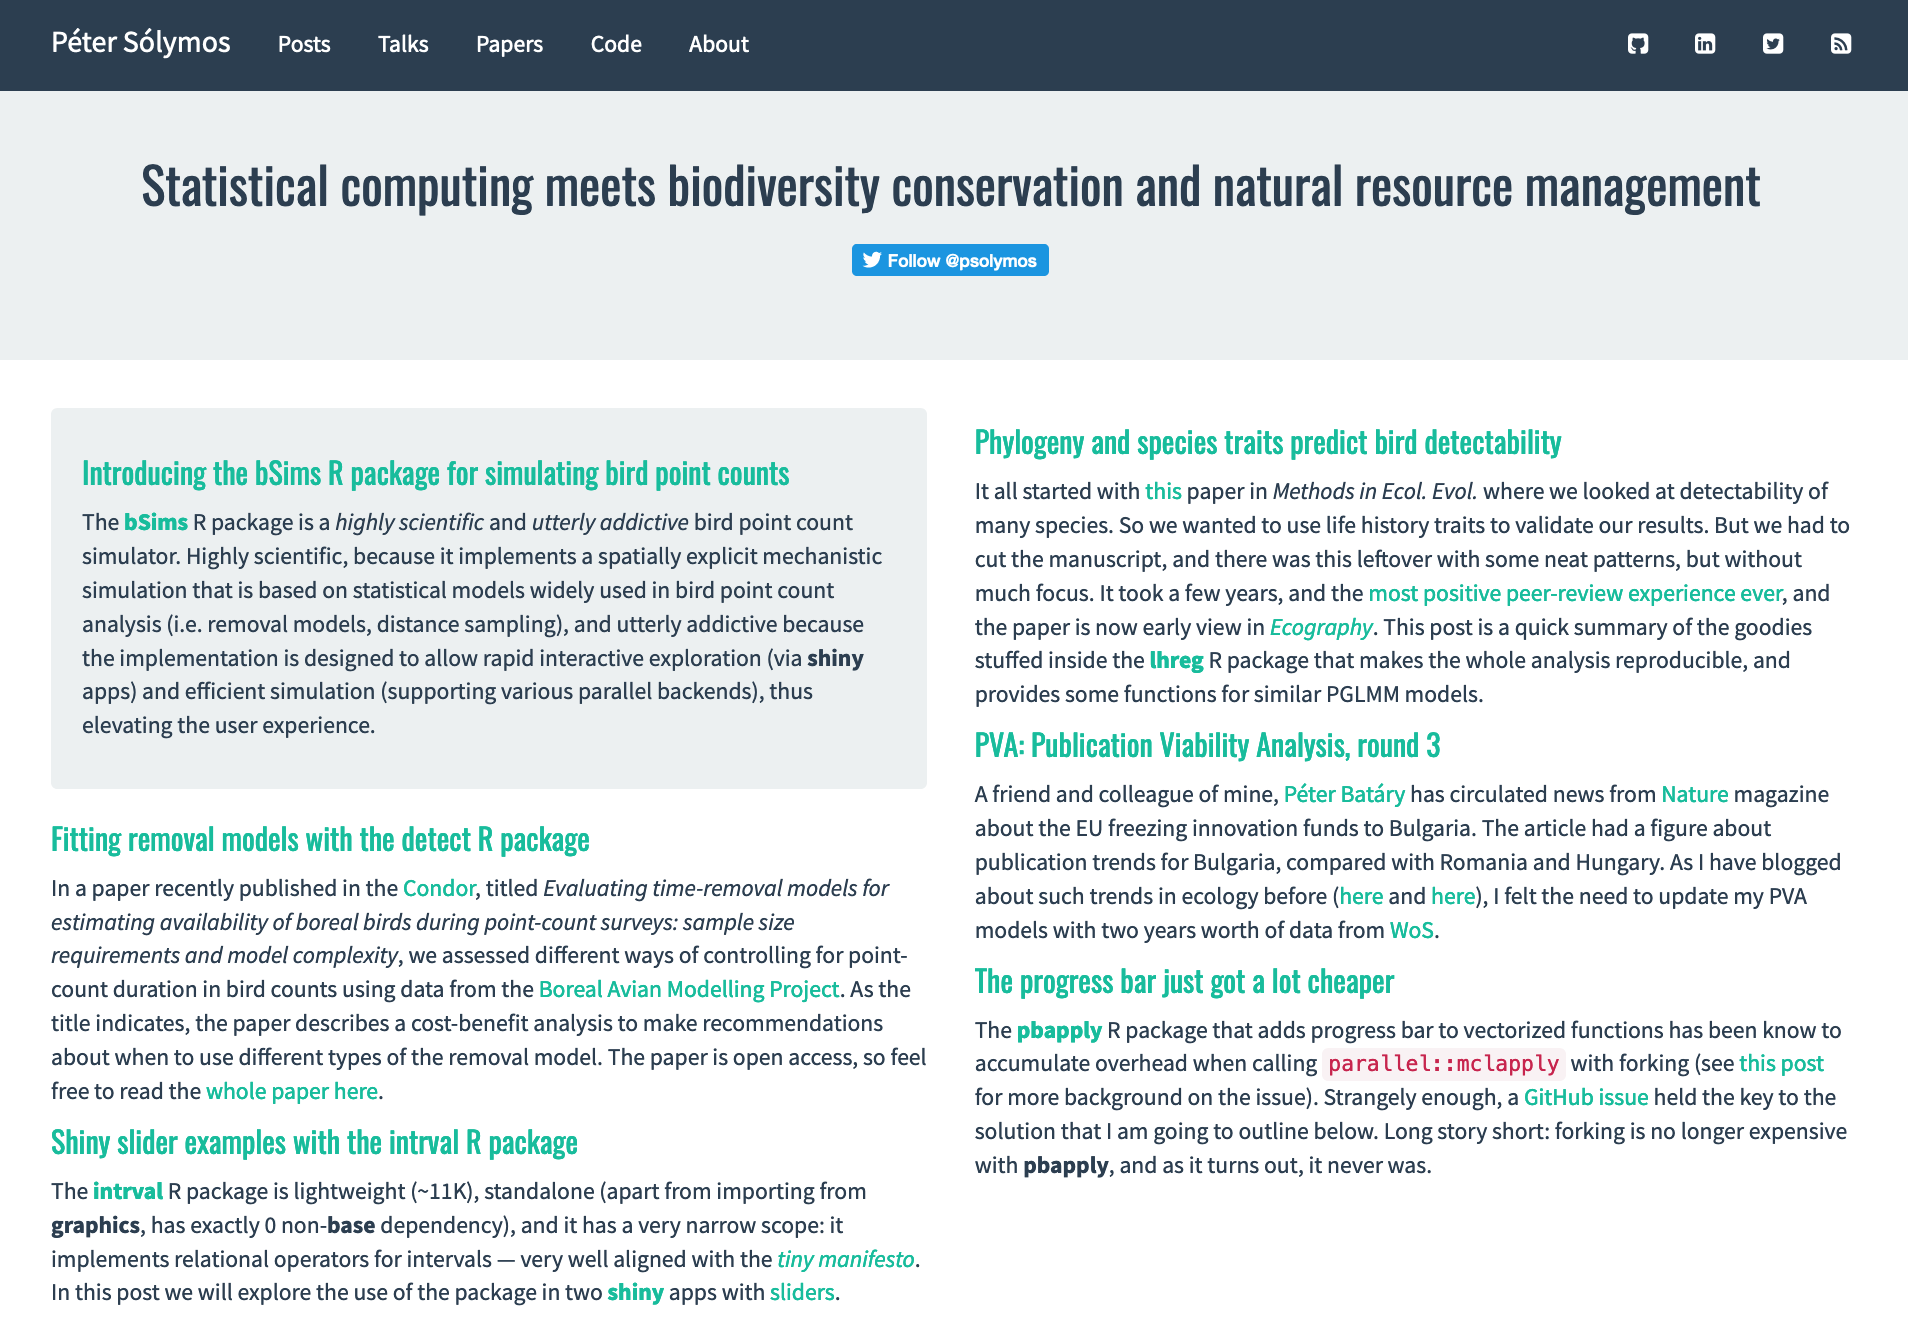 Péter Sólymos Posts Talks Papers Code About
Statistical computing meets biodiversity conservation and natural resource management
Follow @psolymos
Introducing the bSims R package for simulating bird point counts
The bSims R package is a highly scientific and utterly addictive bird point count
simulator. Highly scientific, because it implements a spatially explicit mechanistic
simulation that is based on statistical models widely used in bird point count
analysis (i.e. removal models, distance sampling), and utterly addictive because
the implementation is designed to allow rapid interactive exploration (via shiny
apps) and efficient simulation (supporting various parallel backends), thus
elevating the user experience.
Fitting removal models with the detect R package
In a paper recently published in the Condor, titled Evaluating time-removal models for
estimating availability of boreal birds during point-count surveys: sample size
requirements and model complexity, we assessed different ways of controlling for point-
count duration in bird counts using data from the Boreal Avian Modelling Project. As the
title indicates, the paper describes a cost-benefit analysis to make recommendations
about when to use different types of the removal model. The paper is open access, so feel
free to read the whole paper here.
Shiny slider examples with the intrval R package
The intrval R package is lightweight (~11K), standalone (apart from importing from
graphics, has exactly 0 non-base dependency), and it has a very narrow scope: it
implements relational operators for intervals — very well aligned with the tiny manifesto.
In this post we will explore the use of the package in two shiny apps with sliders.
Phylogeny and species traits predict bird detectability
It all started with this paper in Methods in Ecol. Evol. where we looked at detectability of
many species. So we wanted to use life history traits to validate our results. But we had to
cut the manuscript, and there was this leftover with some neat patterns, but without
much focus. It took a few years, and the most positive peer-review experience ever, and
the paper is now early view in Ecography. This post is a quick summary of the goodies
stuffed inside the lhreg R package that makes the whole analysis reproducible, and
provides some functions for similar PGLMM models.
PVA: Publication Viability Analysis, round 3
A friend and colleague of mine, Péter Batáry has circulated news from Nature magazine
about the EU freezing innovation funds to Bulgaria. The article had a figure about
publication trends for Bulgaria, compared with Romania and Hungary. As I have blogged
about such trends in ecology before (here and here), I felt the need to update my PVA
models with two years worth of data from WoS.
The progress bar just got a lot cheaper
The pbapply R package that adds progress bar to vectorized functions has been know to
accumulate overhead when calling parallel::mclapply with forking (see this post
for more background on the issue). Strangely enough, a GitHub issue held the key to the
solution that I am going to outline below. Long story short: forking is no longer expensive
with pbapply, and as it turns out, it never was.